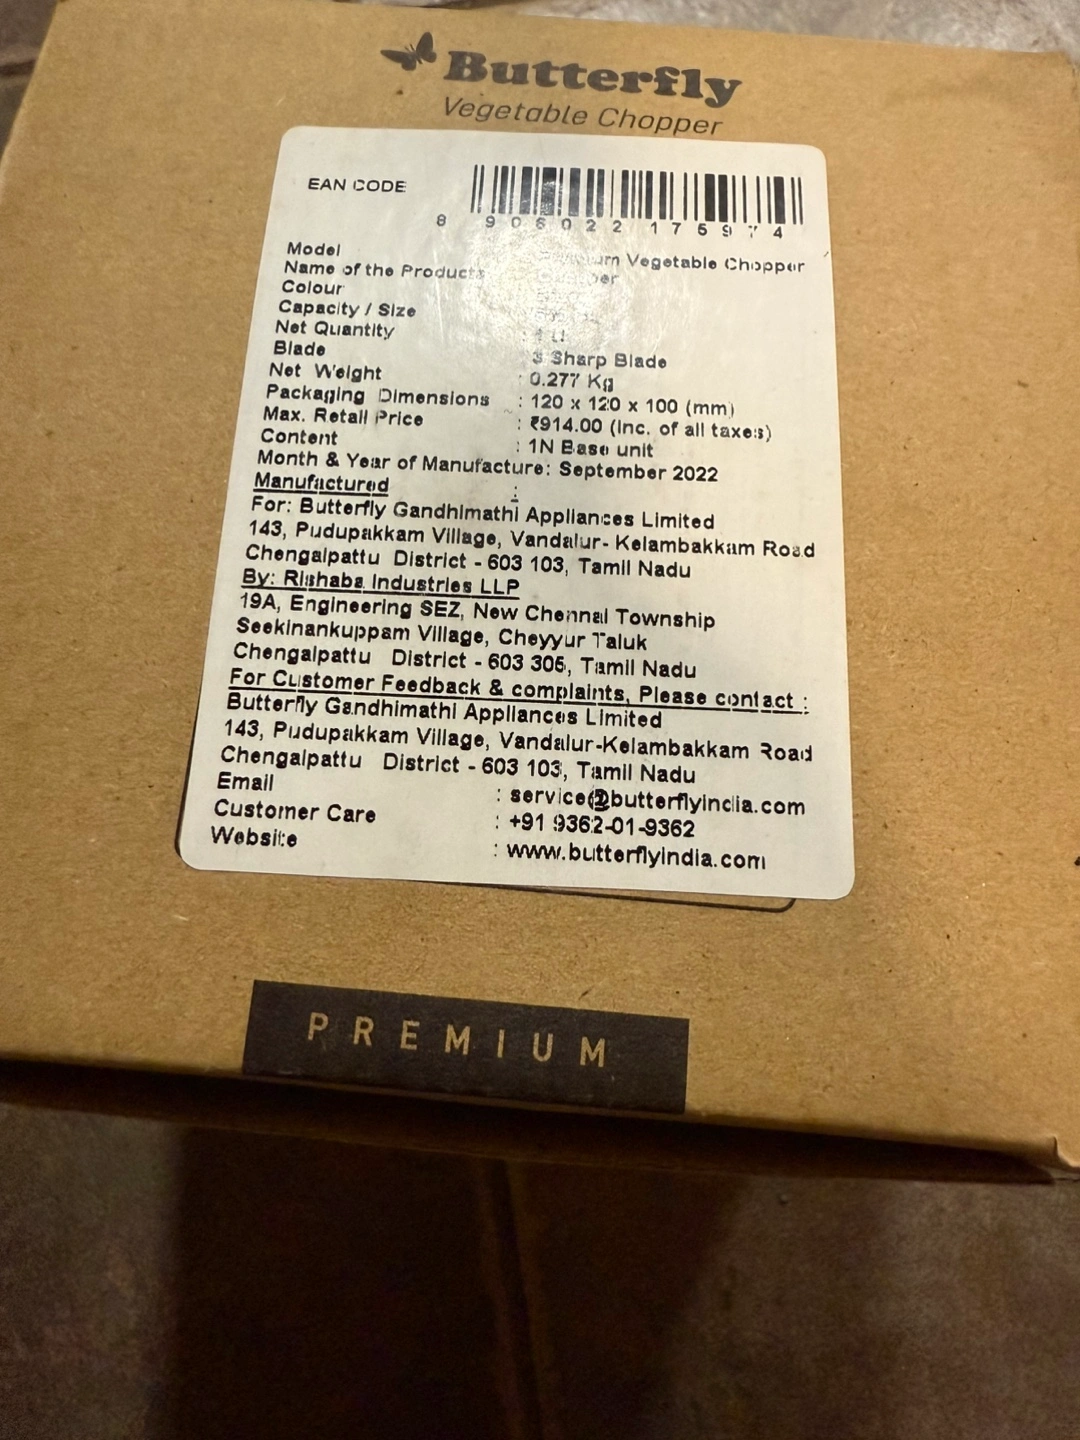 Butterfly
Vegetable Chopper
EAN CODE
8 906022 175974
Model Vegetable Chopper
Name of the Products
Colour
Capacity / Size
Net Quantity :
Blade : 3 Sharp Blade
Net Weight : 0.277 Kg
Packaging Dimensions : 120 x 120 x 100 (mm)
Max. Retail Price : ₹914.00 (Inc. of all taxes)
Content : 1N Base unit
Month & Year of Manufacture: September 2022
Manufactured :
For: Butterfly Gandhimathi Appliances Limited
143, Pudupakkam Village, Vandalur- Kelambakkam Road
Chengalpattu District - 603 103, Tamil Nadu
By: Rishaba Industries LLP
19A, Engineering SEZ, New Chennai Township
Seekinankuppam Village, Cheyyur Taluk
Chengalpattu District - 603 305, Tamil Nadu
For Customer Feedback & complaints, Please contact :
Butterfly Gandhimathi Appliances Limited
143, Pudupakkam Village, Vandalur-Kelambakkam Road
Chengalpattu District - 603 103, Tamil Nadu
Email : service@butterflyindia.com
Customer Care : +91 9362-01-9362
Website : www.butterflyindia.com
PREMIUM